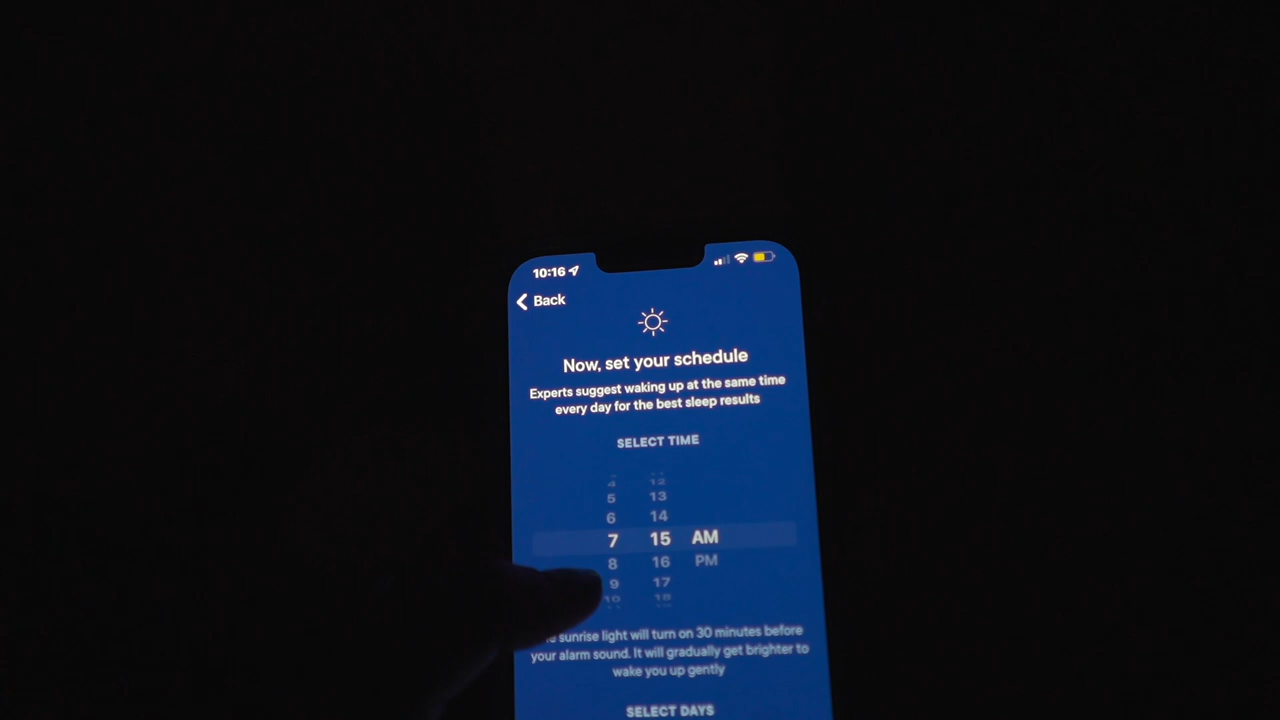 10:16
Back
Now, set your schedule
Experts suggest waking up at the same time
every day for the best sleep results
SELECT TIME
4 12
5 13
6 14
7 15 AM
8 16 PM
9 17
10 18
sunrise light will turn on 30 minutes before
your alarm sound. It will gradually get brighter to
wake you up gently
SELECT DAYS